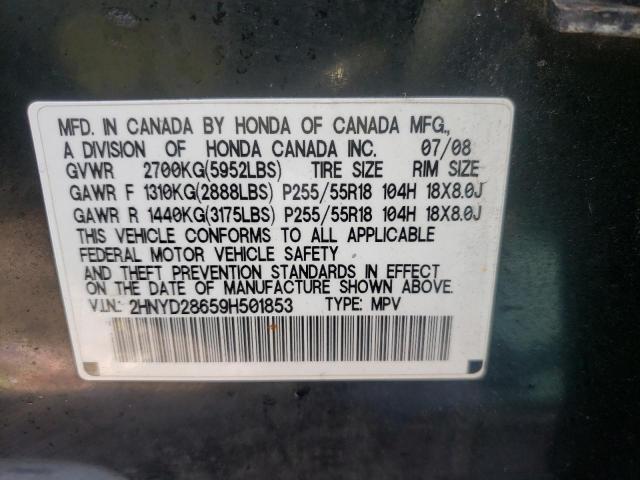 MFD. IN CANADA BY HONDA OF CANADA MFG.,
A DIVISION OF HONDA CANADA INC. 07/08
GVWR 2700KG(5952LBS) TIRE SIZE RIM SIZE
GAWR F 1310KG(2888LBS) P255/55R18 104H 18X8.0J
GAWR R 1440KG(3175LBS) P255/55R18 104H 18X8.0J
THIS VEHICLE CONFORMS TO ALL APPLICABLE
FEDERAL MOTOR VEHICLE SAFETY
AND THEFT PREVENTION STANDARDS IN EFFECT
ON THE DATE OF MANUFACTURE SHOWN ABOVE.
V.I.N.: 2HNYD28659H501853 TYPE: MPV